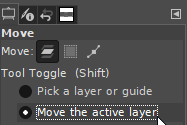 Move
Move:
Tool Toggle (Shift)
Pick a layer or guide
Move the active layer